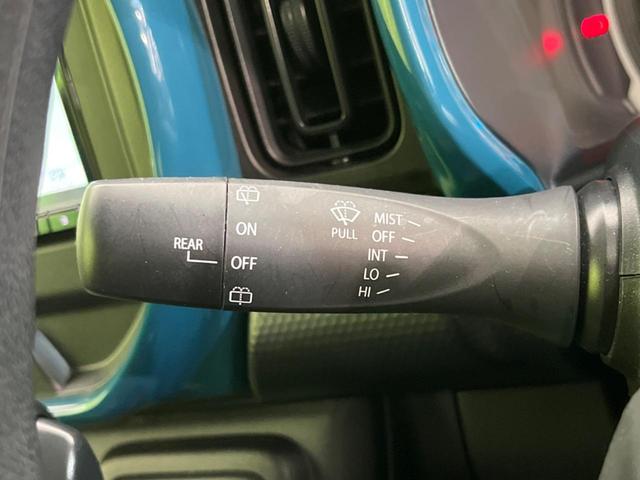 REAR
ON
OFF
PULL
MIST
OFF
INT
LO
HI